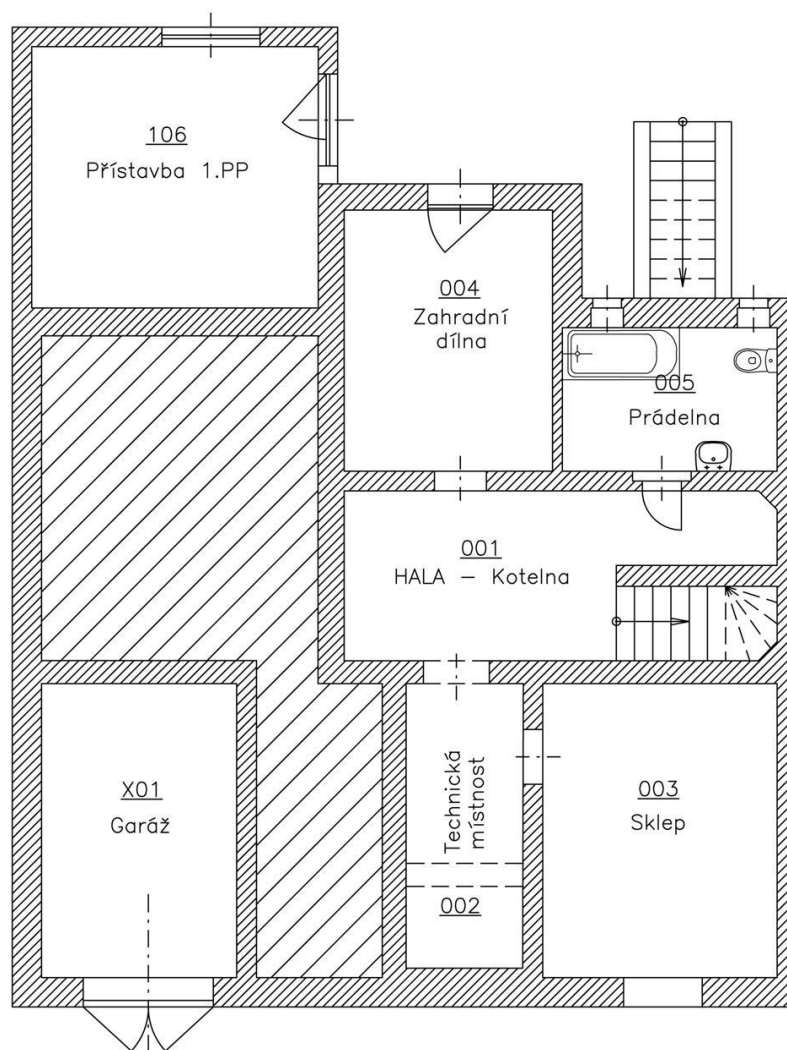 106
Přístavba 1.PP
004
Zahradní
dílna
005
Prádelna
001
HALA – Kotelna
X01
Garáž
Technická
místnost
002
003
Sklep